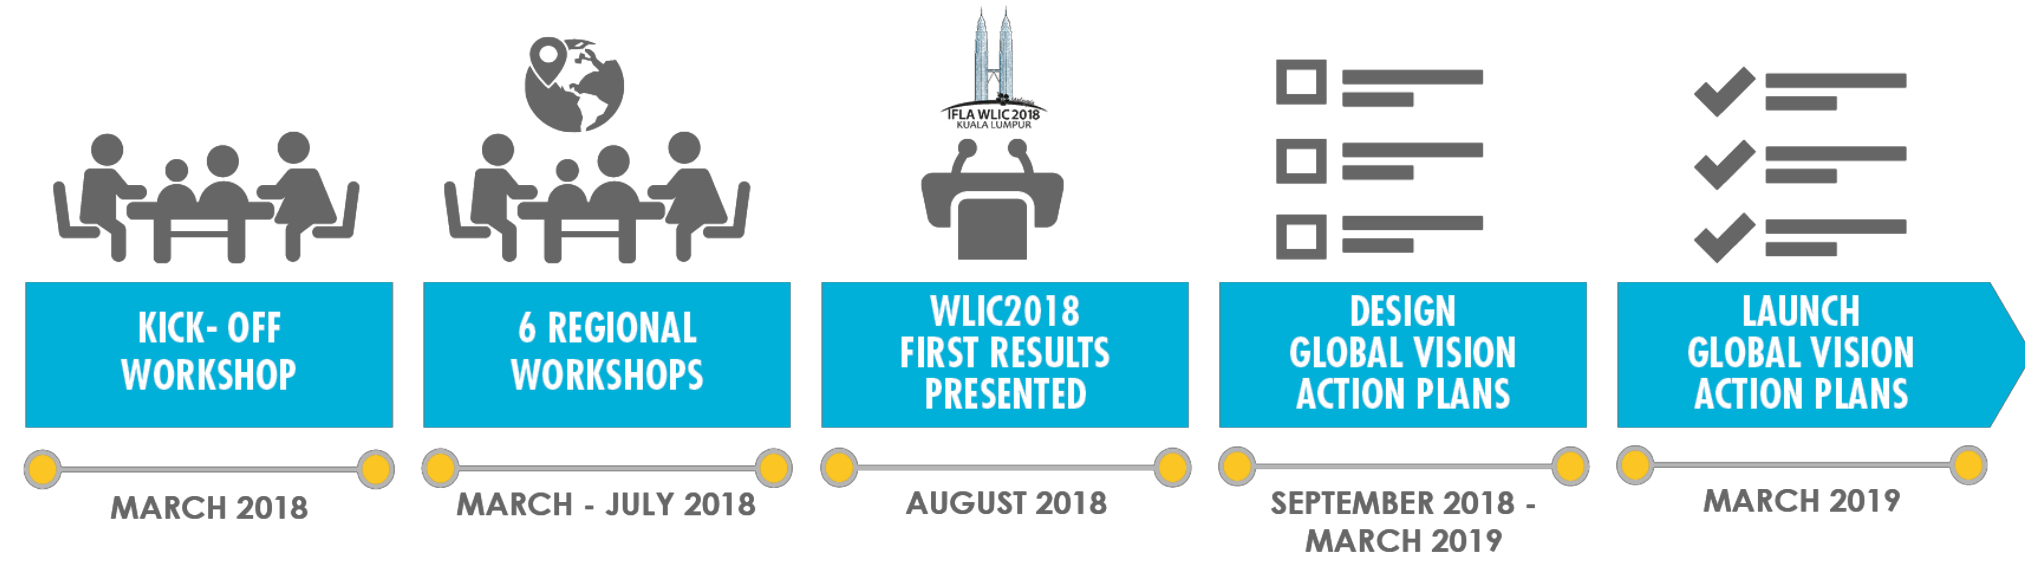 IFLA WLIC 2018
KUALA LUMPUR
KICK- OFF
WORKSHOP
6 REGIONAL
WORKSHOPS
WLIC2018
FIRST RESULTS
PRESENTED
DESIGN
GLOBAL VISION
ACTION PLANS
LAUNCH
GLOBAL VISION
ACTION PLANS
MARCH 2018
MARCH - JULY 2018
AUGUST 2018
SEPTEMBER 2018 -
MARCH 2019
MARCH 2019